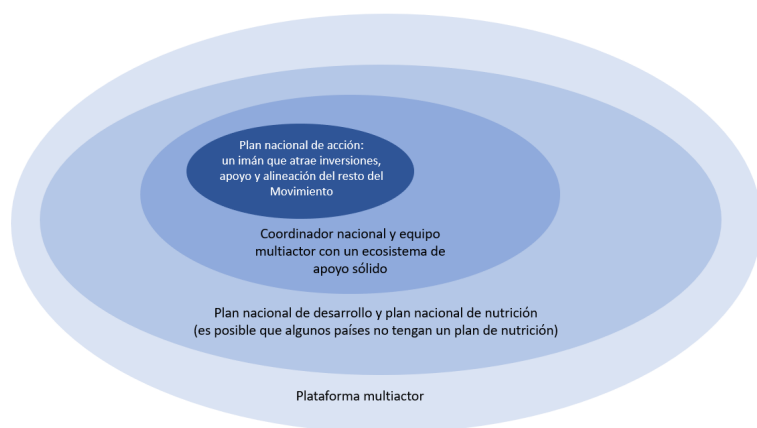 Plan nacional de acción:
un imán que atrae inversiones,
apoyo y alineación del resto del
Movimiento
Coordinador nacional y equipo
multiactor con un ecosistema de
apoyo sólido
Plan nacional de desarrollo y plan nacional de nutrición
(es posible que algunos países no tengan un plan de nutrición)
Plataforma multiactor